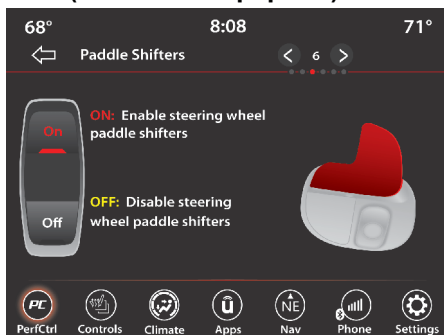 68° 8:08 71°
Paddle Shifters < 6 >
ON: Enable steering wheel
paddle shifters
On
OFF: Disable steering
wheel paddle shifters
Off
PC û NE
PerfCtrl Controls Climate Apps Nav Phone Settings